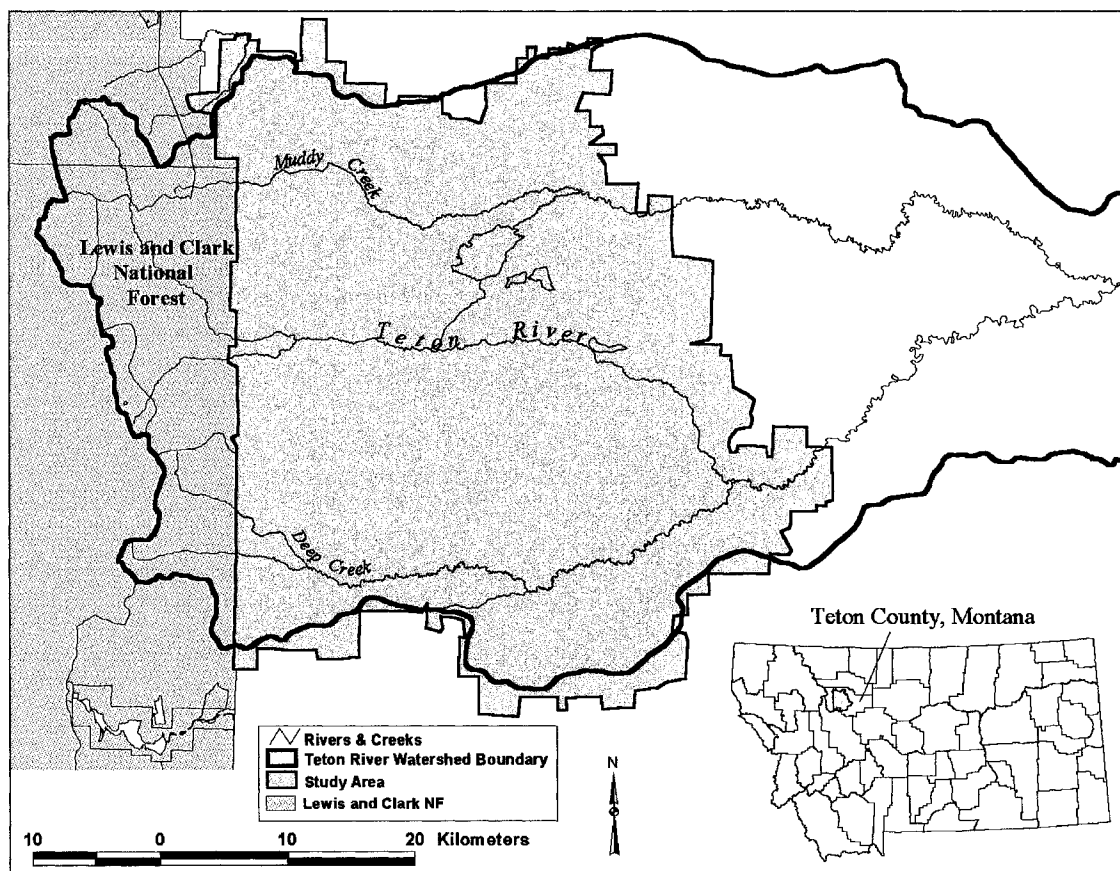 Muddy Creek
Lewis and Clark
National
Forest
Teton River
Deep Creek
Teton County, Montana
Rivers & Creeks
Teton River Watershed Boundary
Study Area
Lewis and Clark NF
N
10 0 10 20 Kilometers